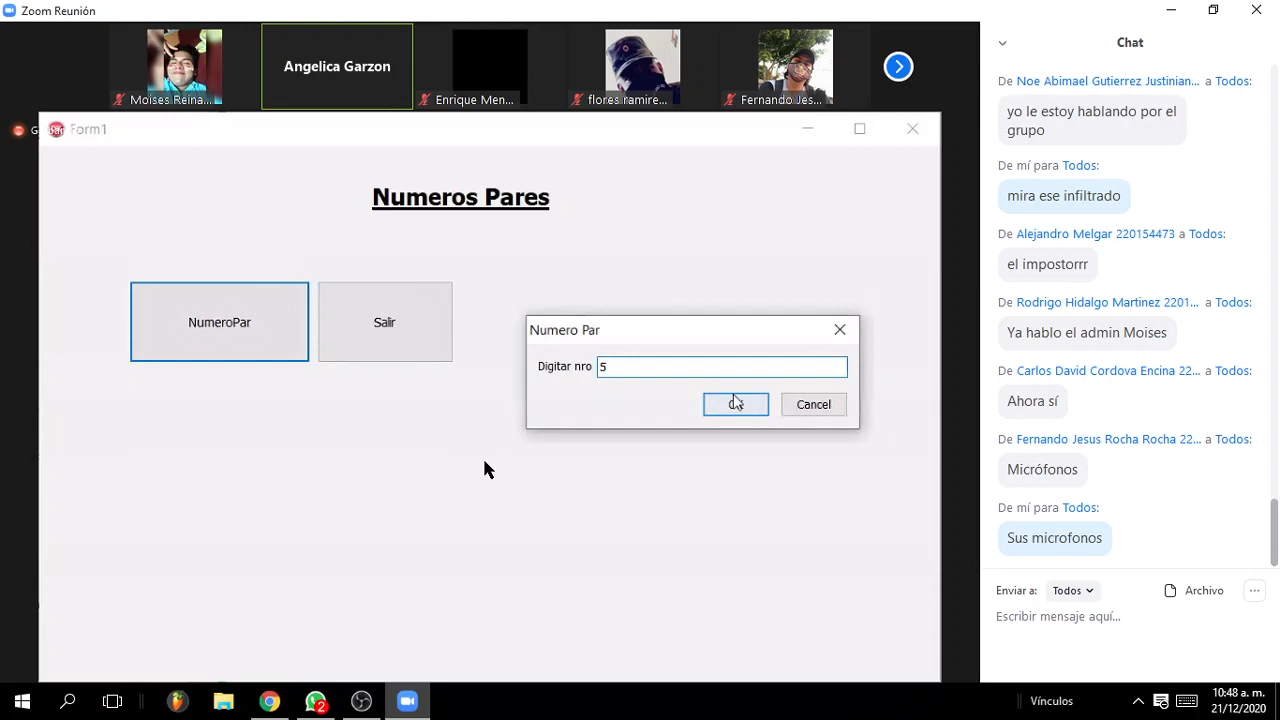 Zoom Reunión
Moises Reina...
Angelica Garzon
Enrique Men...
flores ramire...
Fernando Jes...
Form1
Numeros Pares
NumeroPar
Salir
Numero Par
Digitar nro 5
Cancel
Chat
De Noe Abimael Gutierrez Justinian... a Todos:
yo le estoy hablando por el
grupo
De mí para Todos:
mira ese infiltrado
De Alejandro Melgar 220154473 a Todos:
el impostorrr
De Rodrigo Hidalgo Martinez 2201... a Todos:
Ya hablo el admin Moises
De Carlos David Cordova Encina 22... a Todos:
Ahora sí
De Fernando Jesus Rocha Rocha 22... a Todos:
Micrófonos
De mí para Todos:
Sus microfonos
Enviar a: Todos Archivo ...
Escribir mensaje aquí...
2
Vínculos
10:48 a. m.
21/12/2020